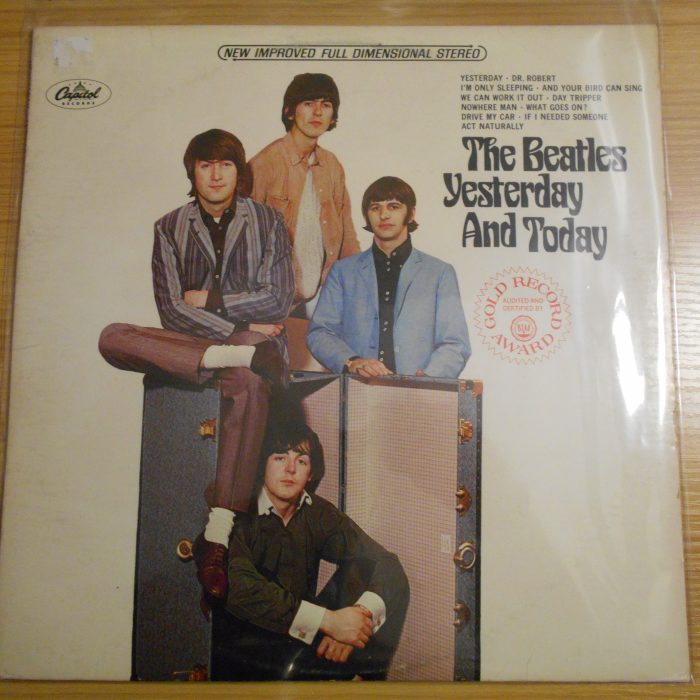 NEW IMPROVED FULL DIMENSIONAL STEREO
Capitol
RECORDS
YESTERDAY · DR. ROBERT
I'M ONLY SLEEPING · AND YOUR BIRD CAN SING
WE CAN WORK IT OUT · DAY TRIPPER
NOWHERE MAN · WHAT GOES ON?
DRIVE MY CAR · IF I NEEDED SOMEONE
ACT NATURALLY
The Beatles
Yesterday
And Today
GOLD RECORD
AUDITED AND
CERTIFIED BY
RIAA
AWARD